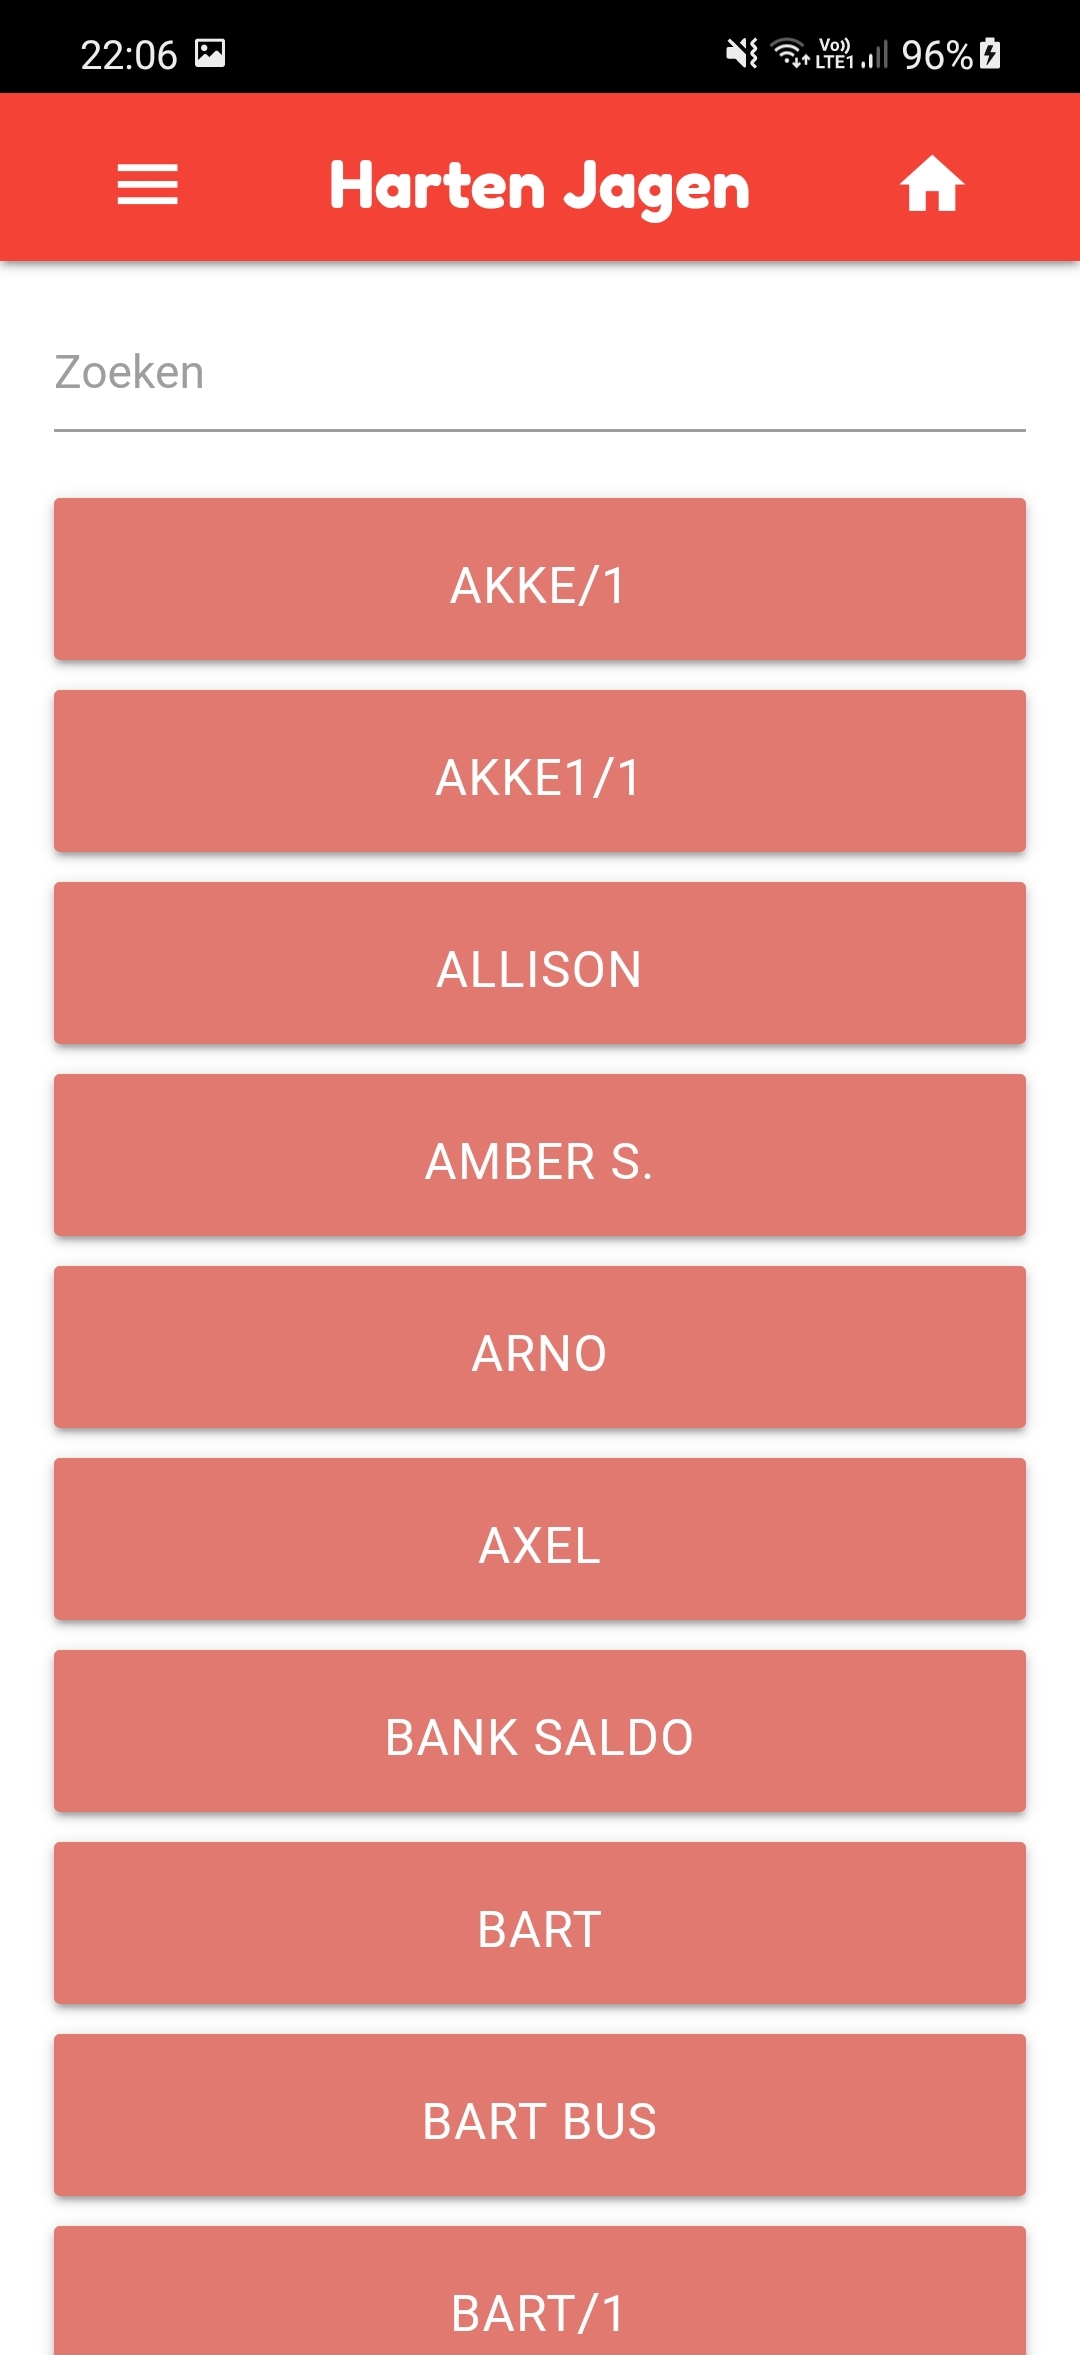 22:06 Vo)) LTE1 96%
Harten Jagen
Zoeken
AKKE/1
AKKE1/1
ALLISON
AMBER S.
ARNO
AXEL
BANK SALDO
BART
BART BUS
BART/1